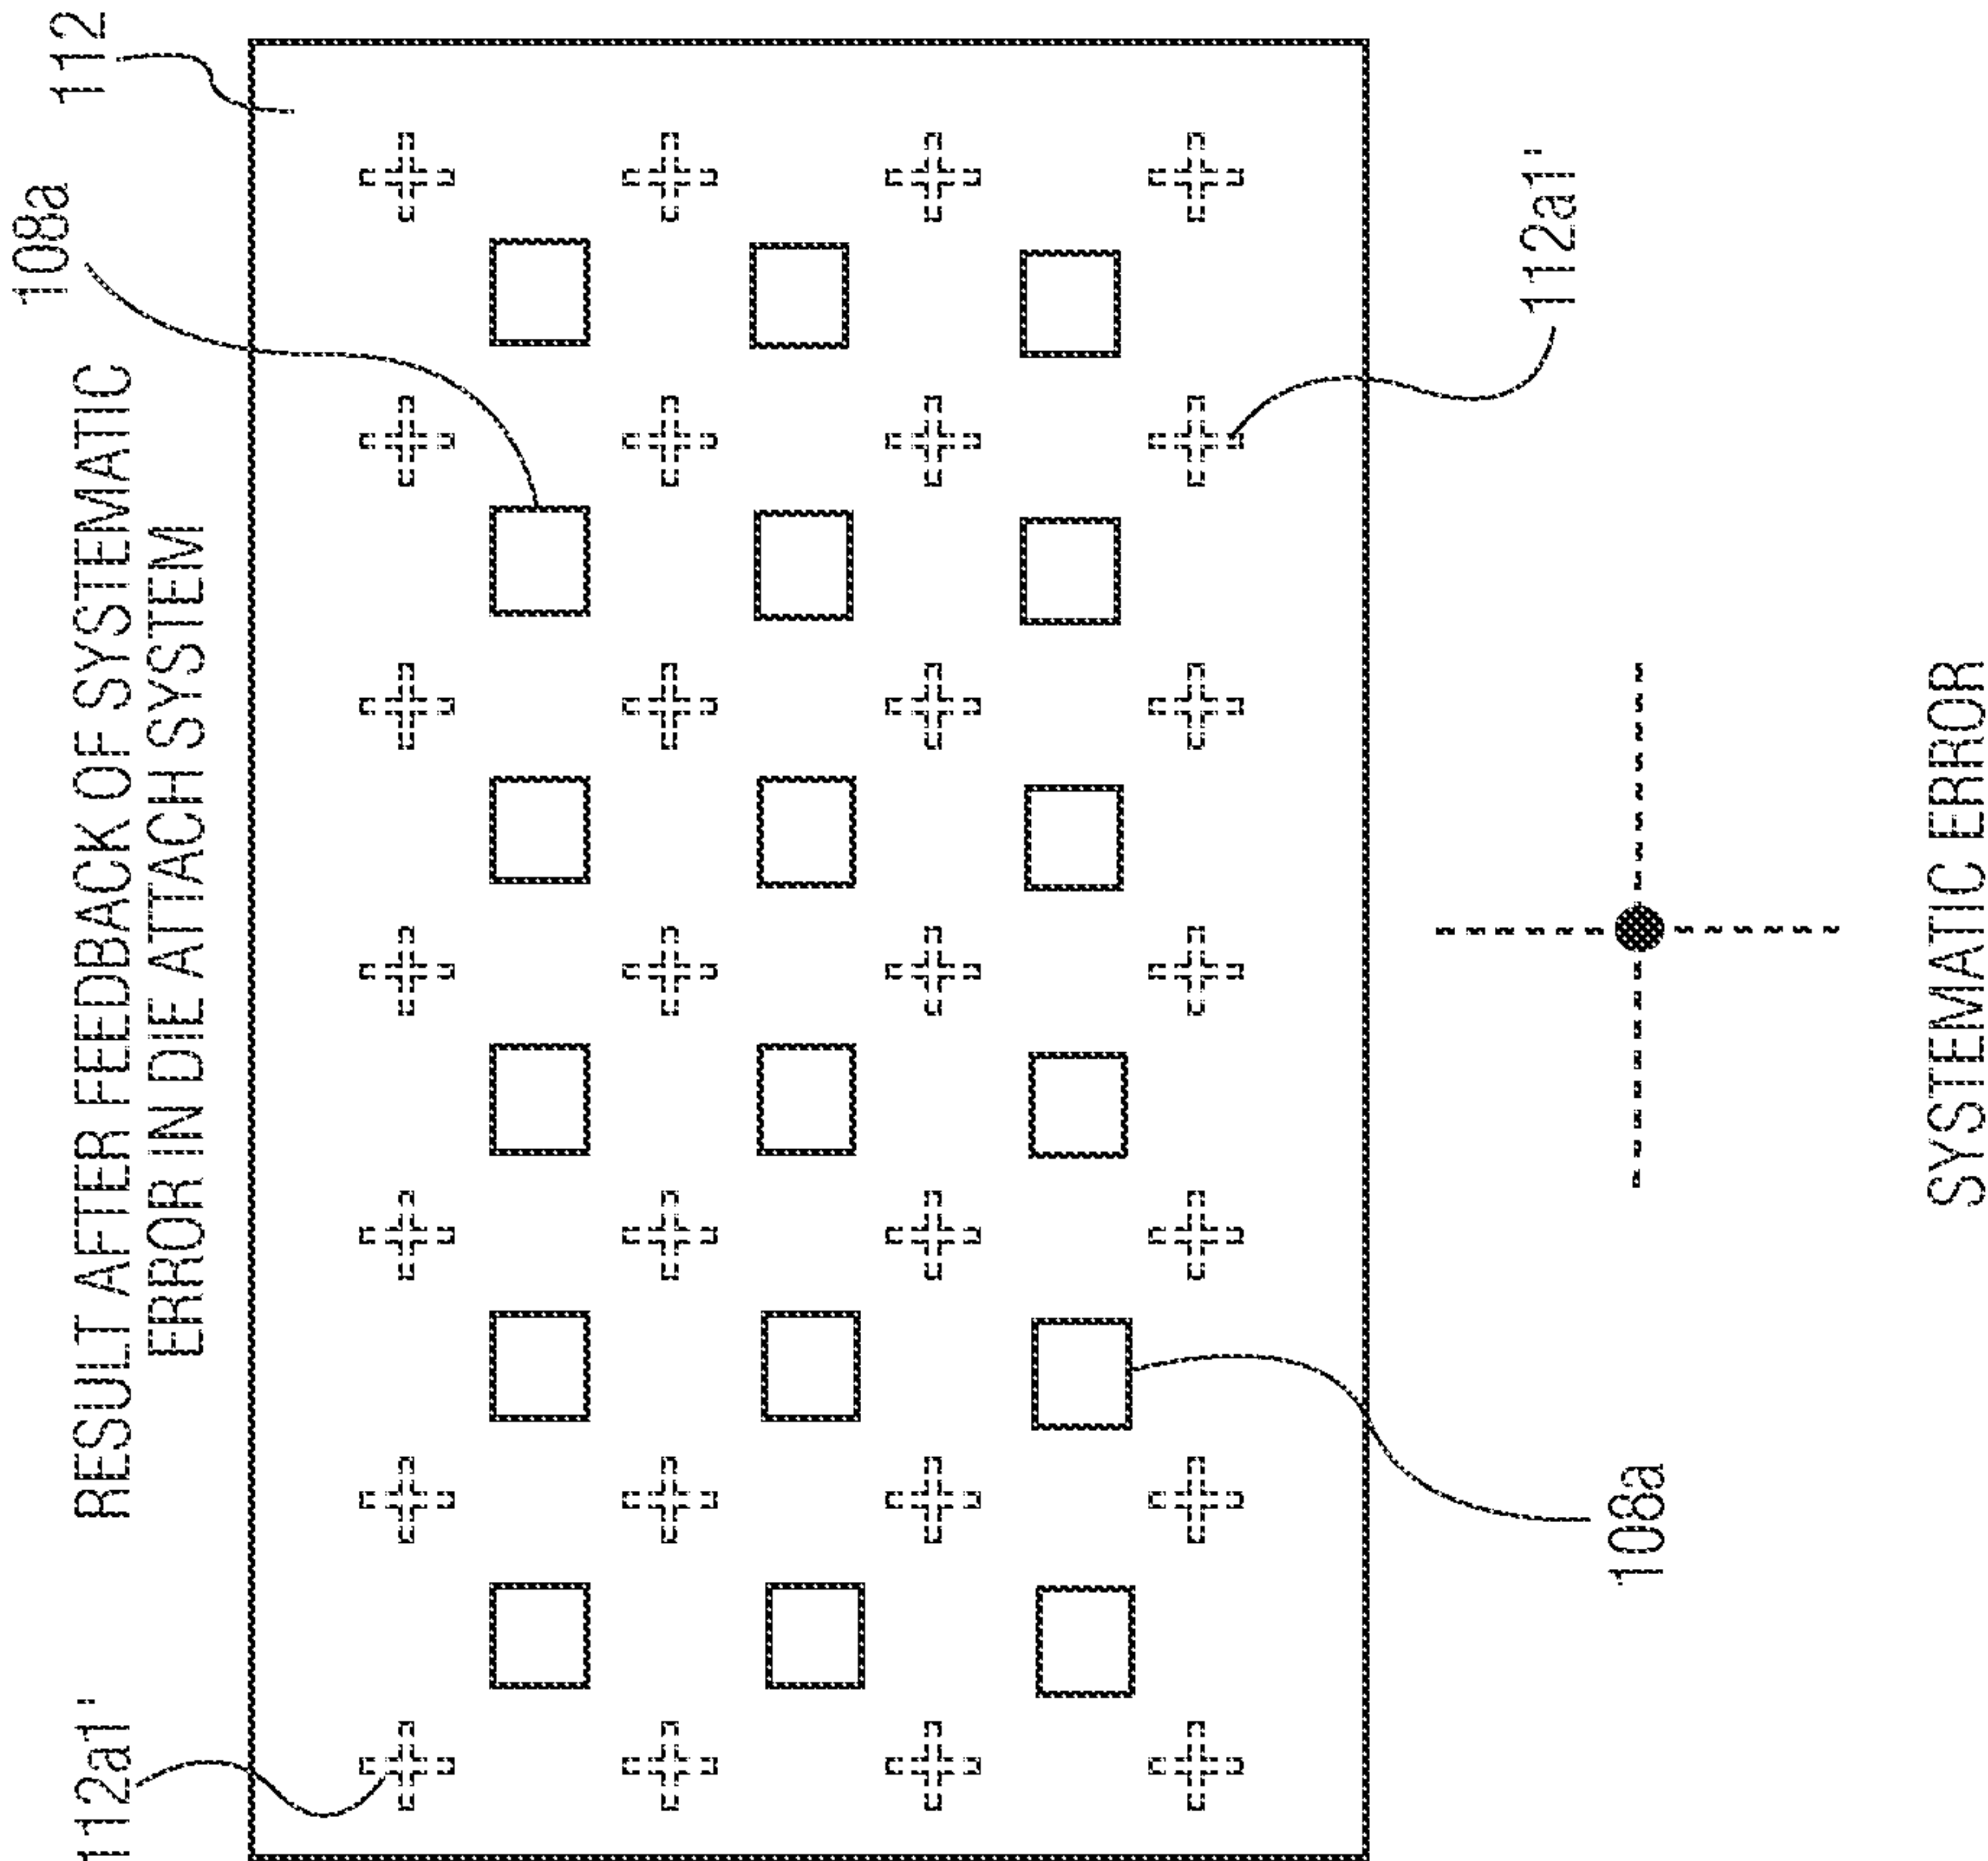 108a
112
112a1'
RESULT AFTER FEEDBACK OF SYSTEMATIC
ERROR IN DIE ATTACH SYSTEM
108a
112a1'
SYSTEMATIC ERROR